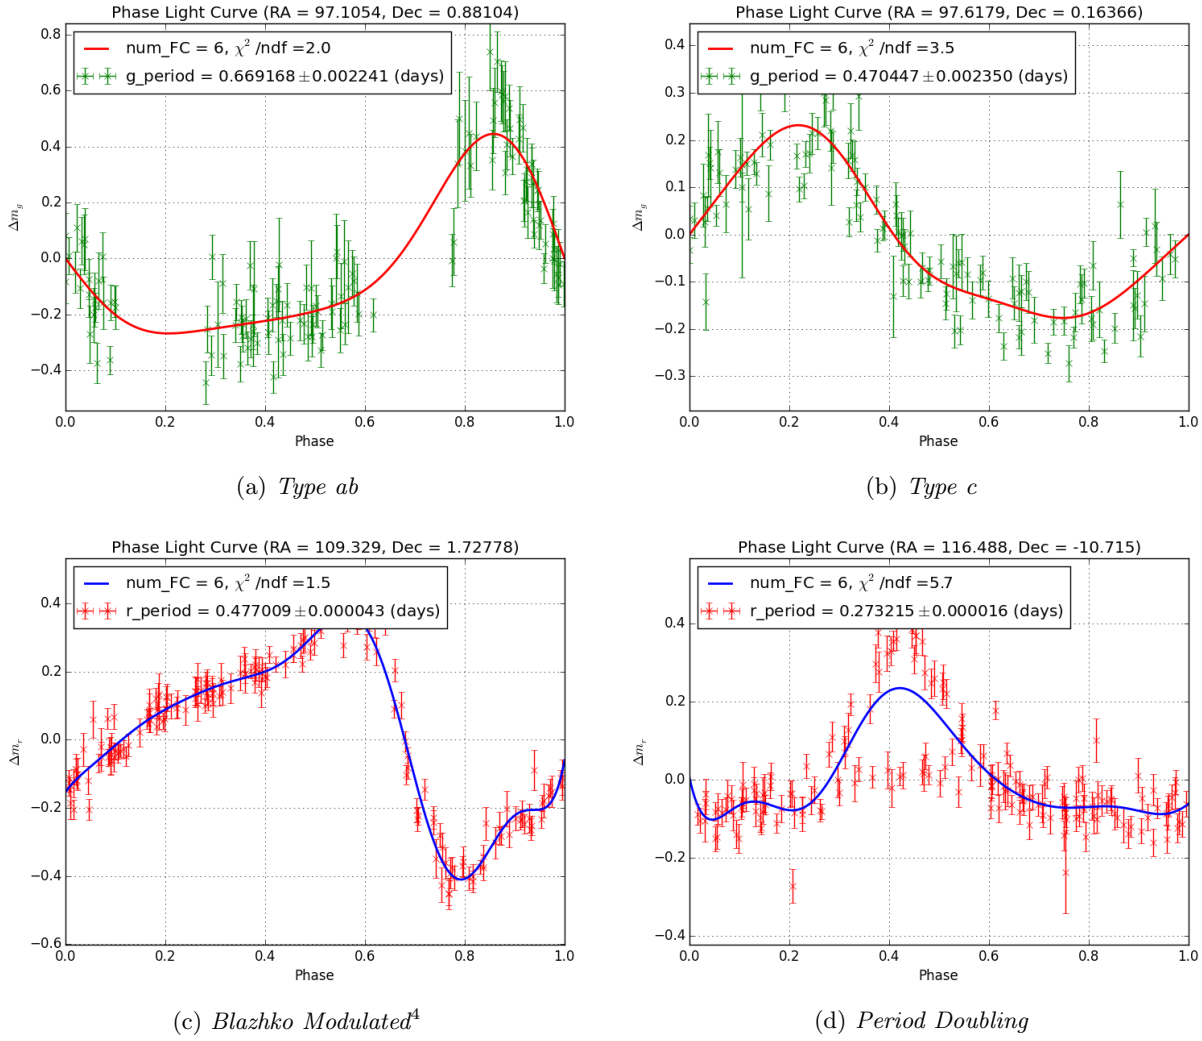 Phase Light Curve (RA = 97.1054, Dec = 0.88104)
num_FC = 6, χ² /ndf =2.0
g_period = 0.669168±0.002241 (days)
0.8
0.6
0.4
0.2
0.0
−0.2
−0.4
Δm_g
0.0 0.2 0.4 0.6 0.8 1.0
Phase
(a) Type ab
Phase Light Curve (RA = 97.6179, Dec = 0.16366)
num_FC = 6, χ² /ndf =3.5
g_period = 0.470447±0.002350 (days)
0.4
0.3
0.2
0.1
0.0
−0.1
−0.2
−0.3
Δm_g
0.0 0.2 0.4 0.6 0.8 1.0
Phase
(b) Type c
Phase Light Curve (RA = 109.329, Dec = 1.72778)
num_FC = 6, χ² /ndf =1.5
r_period = 0.477009±0.000043 (days)
0.4
0.2
0.0
−0.2
−0.4
−0.6
Δm_r
0.0 0.2 0.4 0.6 0.8 1.0
Phase
(c) Blazhko Modulated⁴
Phase Light Curve (RA = 116.488, Dec = -10.715)
num_FC = 6, χ² /ndf =5.7
r_period = 0.273215±0.000016 (days)
0.4
0.2
0.0
−0.2
−0.4
Δm_r
0.0 0.2 0.4 0.6 0.8 1.0
Phase
(d) Period Doubling